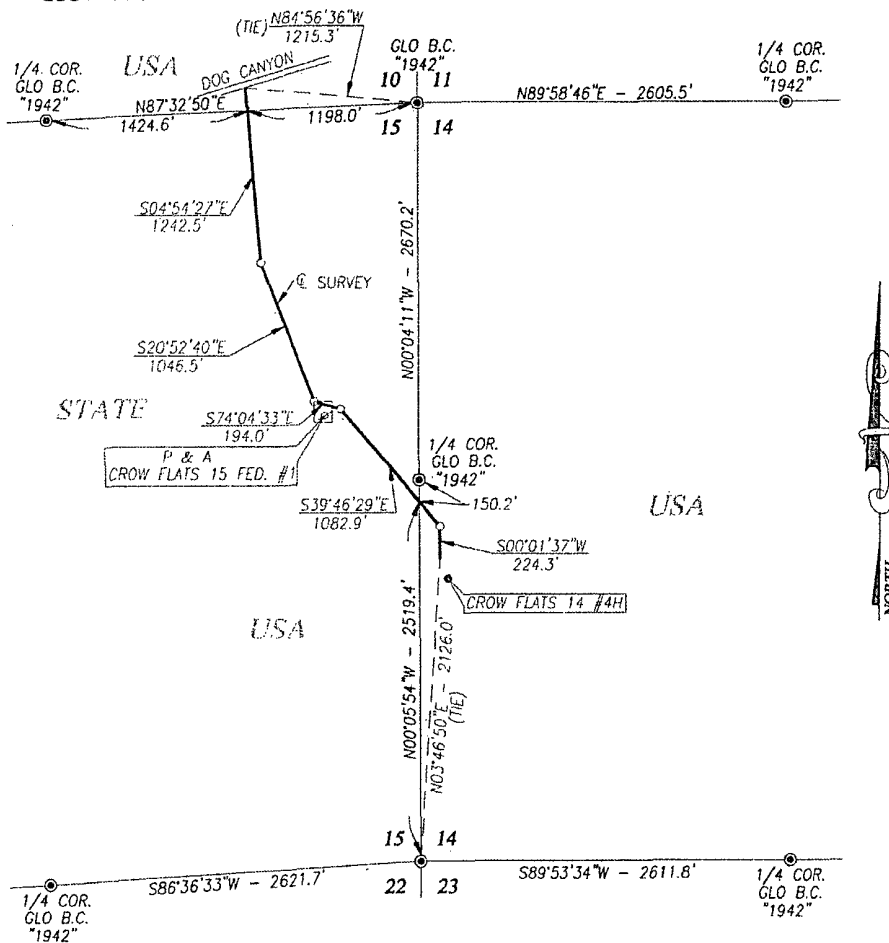 (TIE) N84°56'36"W
1215.3'
GLO B.C.
"1942"
1/4 COR.
GLO B.C.
"1942"
1/4 COR.
GLO B.C.
"1942"
USA
DOG CANYON
10 11
15 14
N87°32'50"E
1424.6'
1198.0'
N89°58'46"E - 2605.5'
S04°54'27"E
1242.5'
N00°04'11"W - 2670.2'
℄ SURVEY
S20°52'40"E
1046.5'
STATE
S74°04'33"E
194.0'
P & A
CROW FLATS 15 FED. #1
1/4 COR.
GLO B.C.
"1942"
S39°46'29"E
1082.9'
150.2'
USA
S00°01'37"W
224.3'
CROW FLATS 14 #4H
NORTH
USA
N00°05'54"W - 2519.4'
N03°46'50"E - 2126.0'
(TIE)
15 14
22 23
S86°36'33"W - 2621.7'
S89°53'34"W - 2611.8'
1/4 COR.
GLO B.C.
"1942"
1/4 COR.
GLO B.C.
"1942"